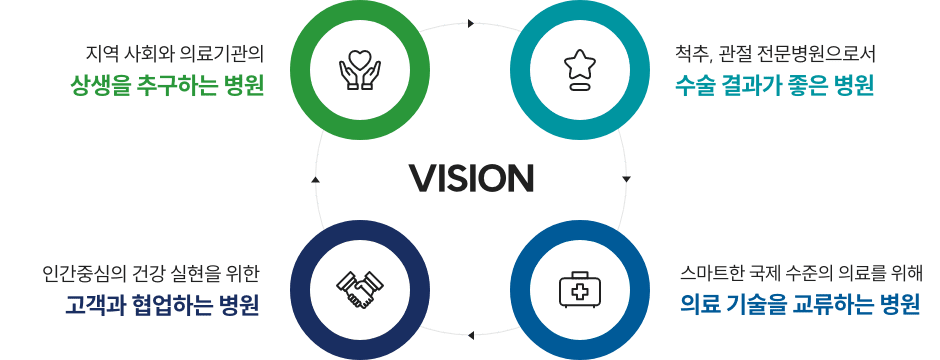 지역 사회와 의료기관의
상생을 추구하는 병원
척추, 관절 전문병원으로서
수술 결과가 좋은 병원
VISION
인간중심의 건강 실현을 위한
고객과 협업하는 병원
스마트한 국제 수준의 의료를 위해
의료 기술을 교류하는 병원